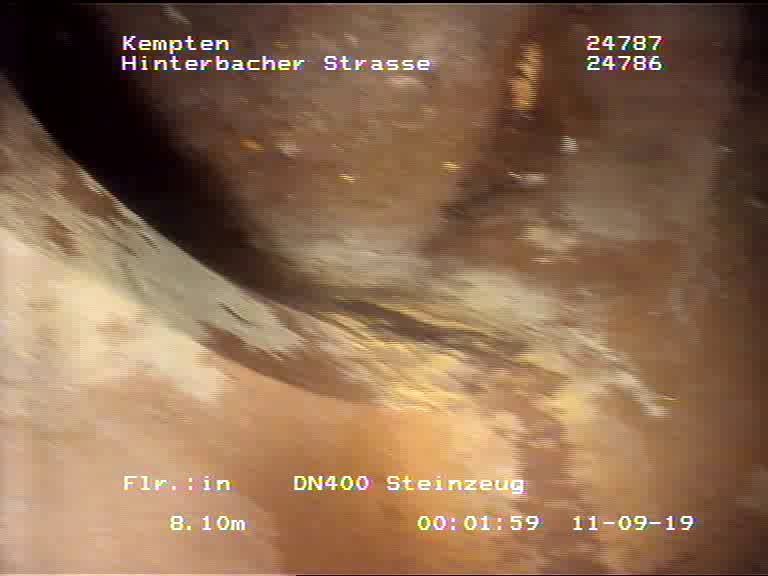 Kempten 24787
Hinterbacher Strasse 24786
Flr.:in DN400 Steinzeug
8.10m 00:01:59 11-09-19